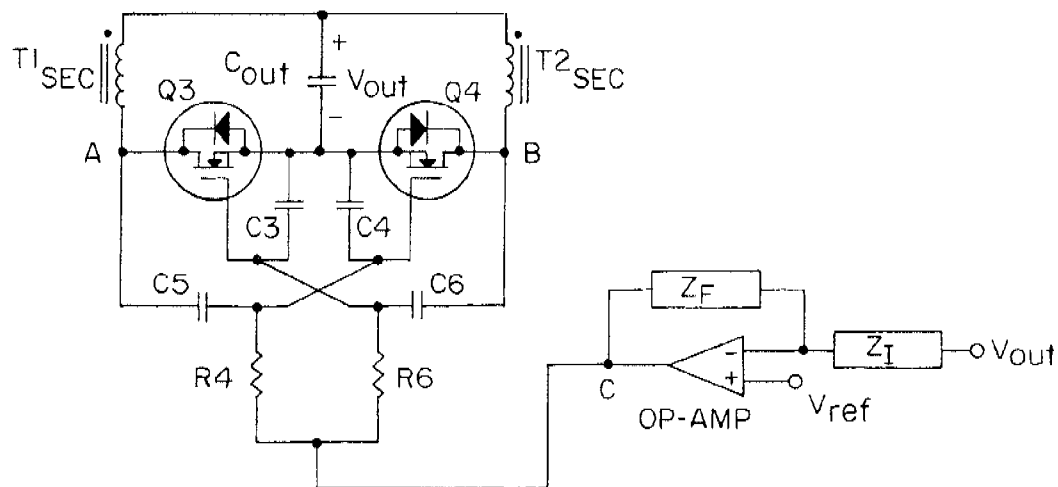 T1SEC
Cout
+
Vout
-
T2SEC
Q3
Q4
A
B
C3
C4
C5
C6
R4
R6
ZF
ZI
Vout
-
+
C
Vref
OP-AMP